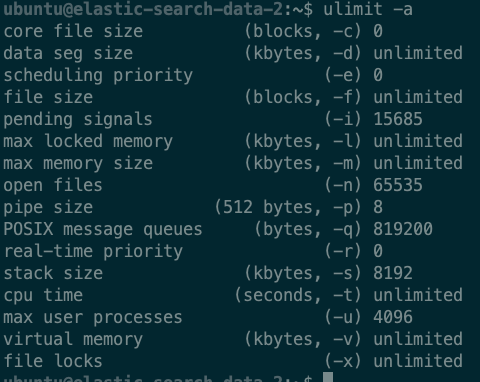 ubuntu@elastic-search-data-2:~$ ulimit -a
core file size          (blocks, -c) 0
data seg size           (kbytes, -d) unlimited
scheduling priority             (-e) 0
file size               (blocks, -f) unlimited
pending signals                 (-i) 15685
max locked memory       (kbytes, -l) unlimited
max memory size         (kbytes, -m) unlimited
open files                      (-n) 65535
pipe size            (512 bytes, -p) 8
POSIX message queues     (bytes, -q) 819200
real-time priority              (-r) 0
stack size              (kbytes, -s) 8192
cpu time               (seconds, -t) unlimited
max user processes              (-u) 4096
virtual memory          (kbytes, -v) unlimited
file locks                      (-x) unlimited
ubuntu@elastic-search-data-2:~$